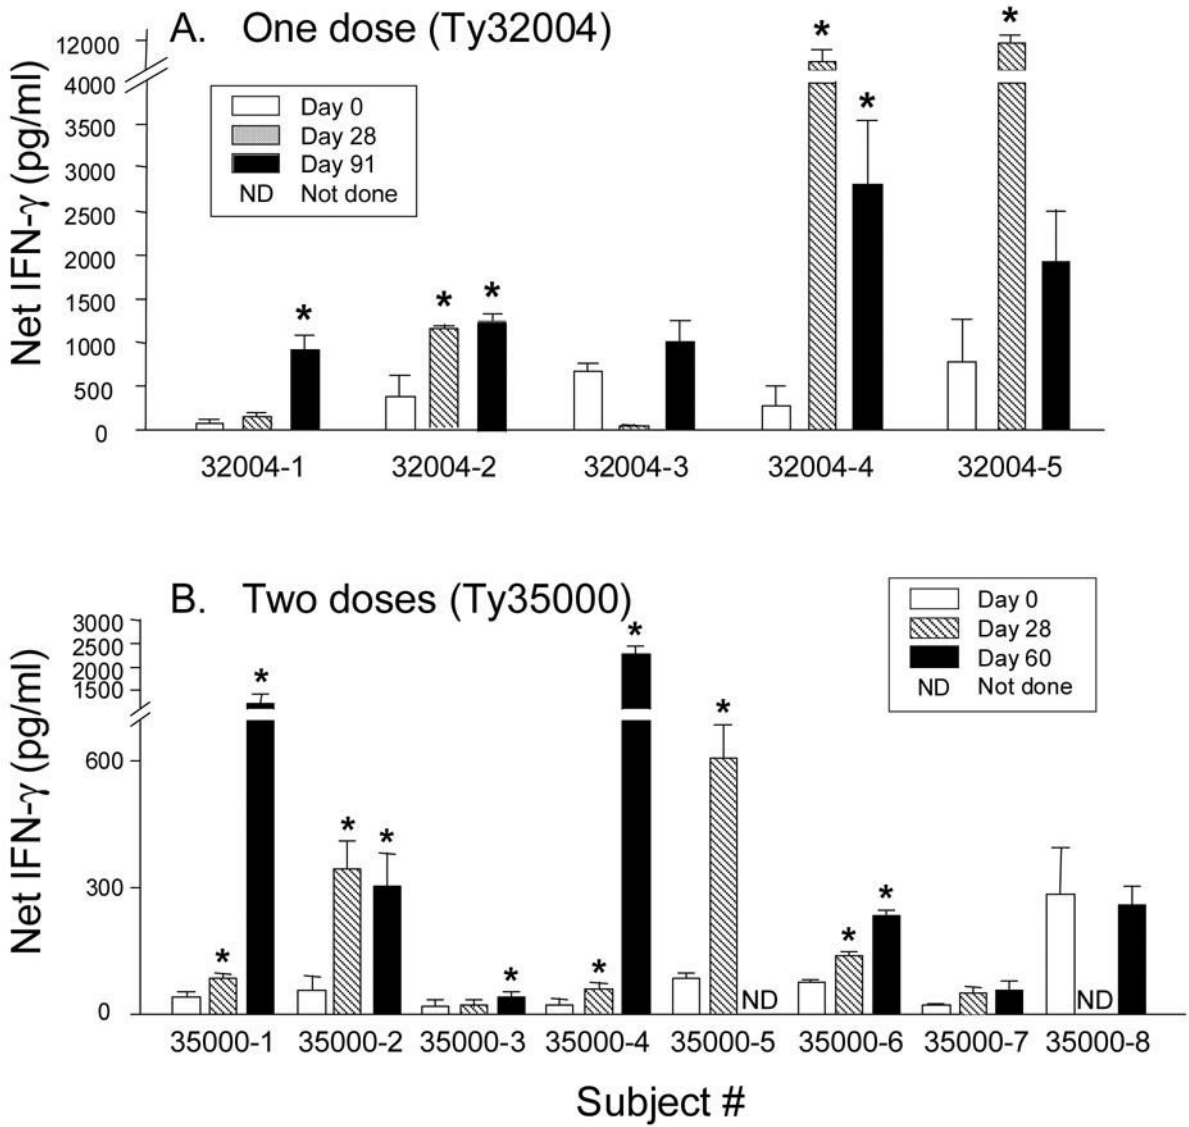 A. One dose (Ty32004)
Net IFN-γ (pg/ml)
12000
4000
3500
3000
2500
2000
1500
1000
500
0
Day 0
Day 28
Day 91
ND Not done
*
*
*
*
*
*
32004-1 32004-2 32004-3 32004-4 32004-5
B. Two doses (Ty35000)
Net IFN-γ (pg/ml)
3000
2500
2000
1500
600
300
0
Day 0
Day 28
Day 60
ND Not done
*
*
*
*
*
*
*
*
*
*
ND
ND
35000-1 35000-2 35000-3 35000-4 35000-5 35000-6 35000-7 35000-8
Subject #